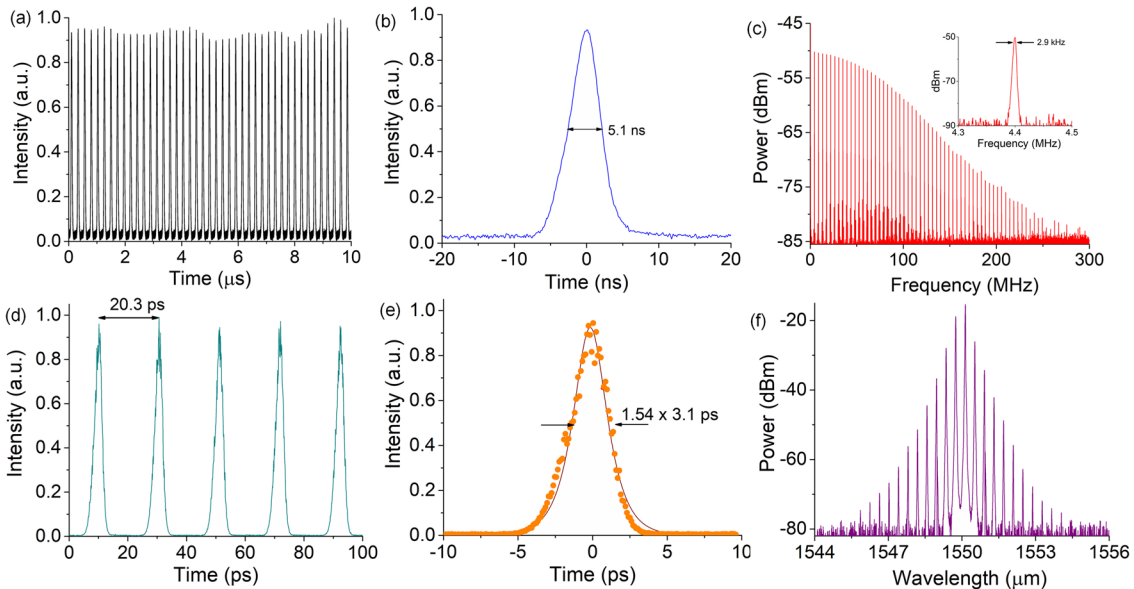 (a)
Intensity (a.u.)
1.0
0.8
0.6
0.4
0.2
0.0
0 2 4 6 8 10
Time (μs)
(b)
Intensity (a.u.)
1.0
0.8
0.6
0.4
0.2
0.0
5.1 ns
-20 -10 0 10 20
Time (ns)
(c)
Power (dBm)
-45
-55
-65
-75
-85
0 100 200 300
Frequency (MHz)
dBm
-50
-70
-90
2.9 kHz
4.3 4.4 4.5
Frequency (MHz)
(d)
Intensity (a.u.)
1.0
0.8
0.6
0.4
0.2
0.0
20.3 ps
0 20 40 60 80 100
Time (ps)
(e)
Intensity (a.u.)
1.0
0.8
0.6
0.4
0.2
0.0
1.54 x 3.1 ps
-10 -5 0 5 10
Time (ps)
(f)
Power (dBm)
-20
-40
-60
-80
1544 1547 1550 1553 1556
Wavelength (μm)